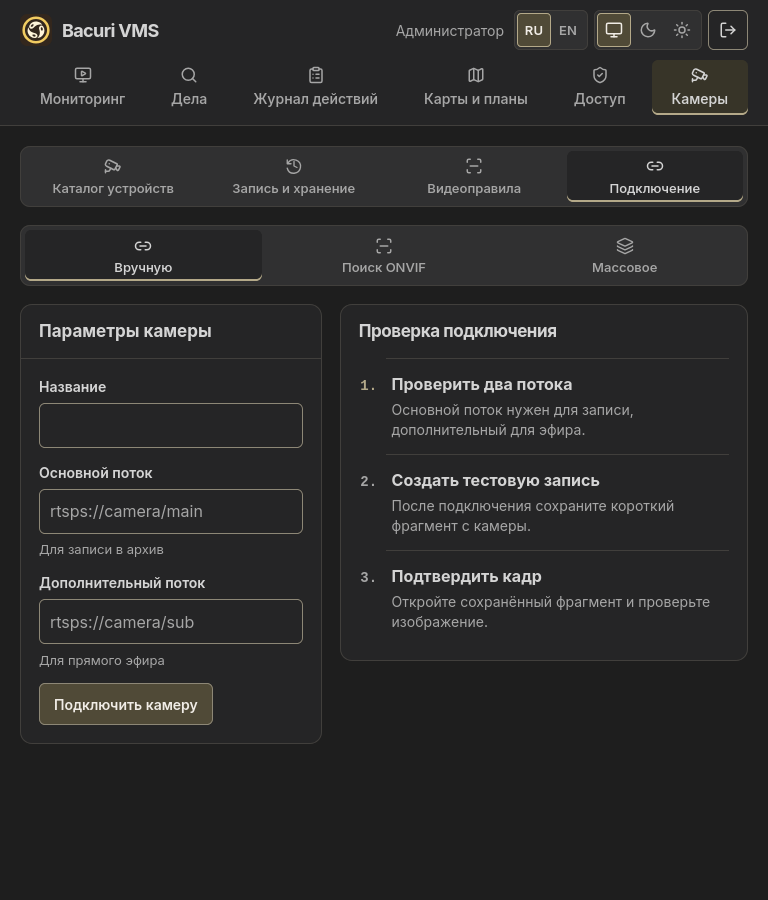 Bacuri VMS
Администратор
RU
EN
Мониторинг
Дела
Журнал действий
Карты и планы
Доступ
Камеры
Каталог устройств
Запись и хранение
Видеоправила
Подключение
Вручную
Поиск ONVIF
Массовое
Параметры камеры
Название
Основной поток
rtsps://camera/main
Для записи в архив
Дополнительный поток
rtsps://camera/sub
Для прямого эфира
Подключить камеру
Проверка подключения
1. Проверить два потока
Основной поток нужен для записи,
дополнительный для эфира.
2. Создать тестовую запись
После подключения сохраните короткий
фрагмент с камеры.
3. Подтвердить кадр
Откройте сохранённый фрагмент и проверьте
изображение.